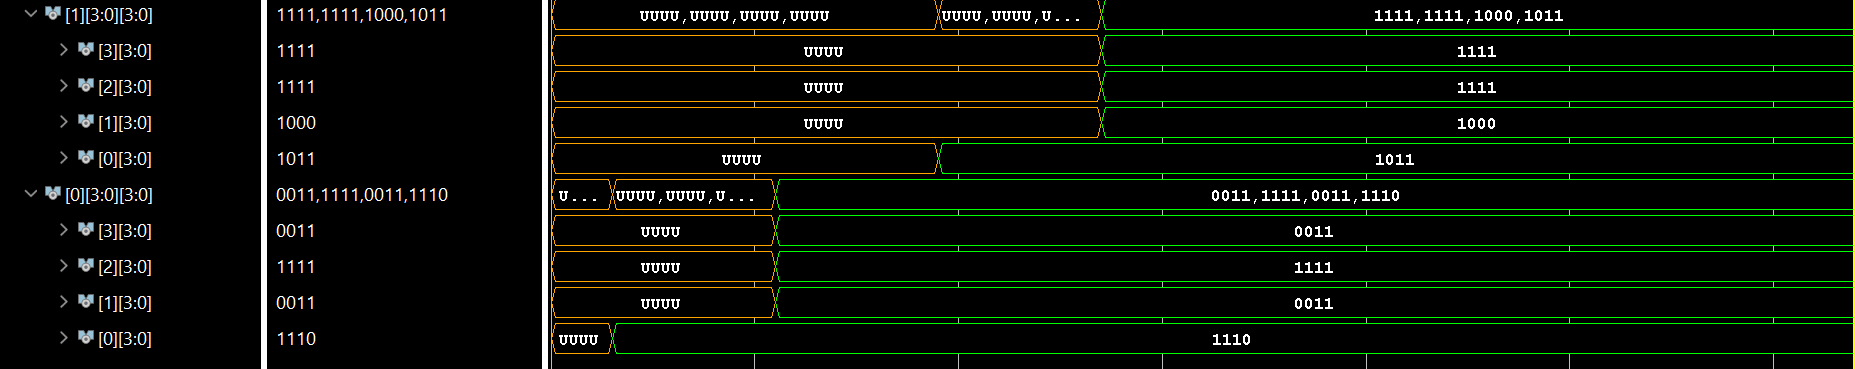 [1][3:0][3:0] 1111,1111,1000,1011 UUUU,UUUU,UUUU,UUUU UUUU,UUUU,U... 1111,1111,1000,1011
[3][3:0] 1111 UUUU 1111
[2][3:0] 1111 UUUU 1111
[1][3:0] 1000 UUUU 1000
[0][3:0] 1011 UUUU 1011
[0][3:0][3:0] 0011,1111,0011,1110 U... UUUU,UUUU,U... 0011,1111,0011,1110
[3][3:0] 0011 UUUU 0011
[2][3:0] 1111 UUUU 1111
[1][3:0] 0011 UUUU 0011
[0][3:0] 1110 UUUU 1110